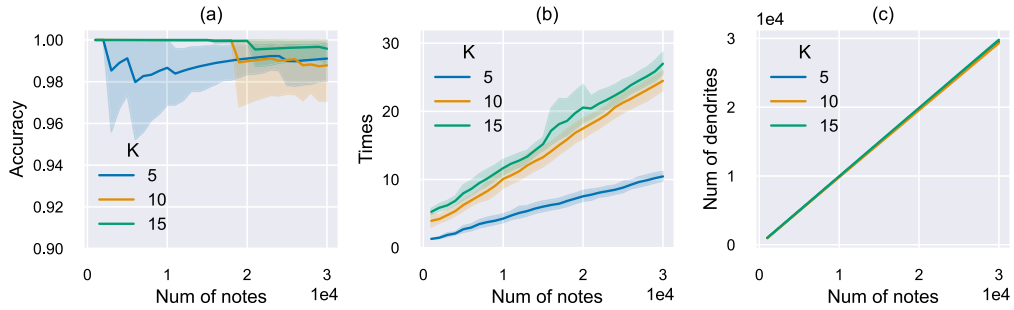 (a)
1.00
0.98
0.96
0.94
0.92
0.90
Accuracy
K
5
10
15
0
1
2
3
Num of notes
1e4
(b)
30
20
10
0
Times
K
5
10
15
0
1
2
3
Num of notes
1e4
(c)
1e4
3
2
1
0
Num of dendrites
K
5
10
15
0
1
2
3
Num of notes
1e4